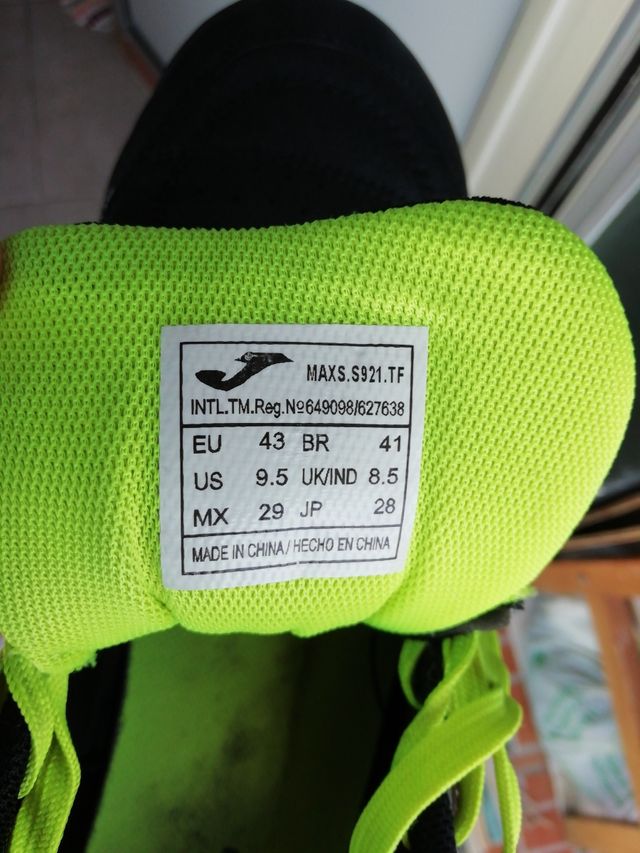 MAXS.S921.TF
INTL.TM.Reg.Nº649098/627638
EU 43 BR 41
US 9.5 UK/IND 8.5
MX 29 JP 28
MADE IN CHINA / HECHO EN CHINA